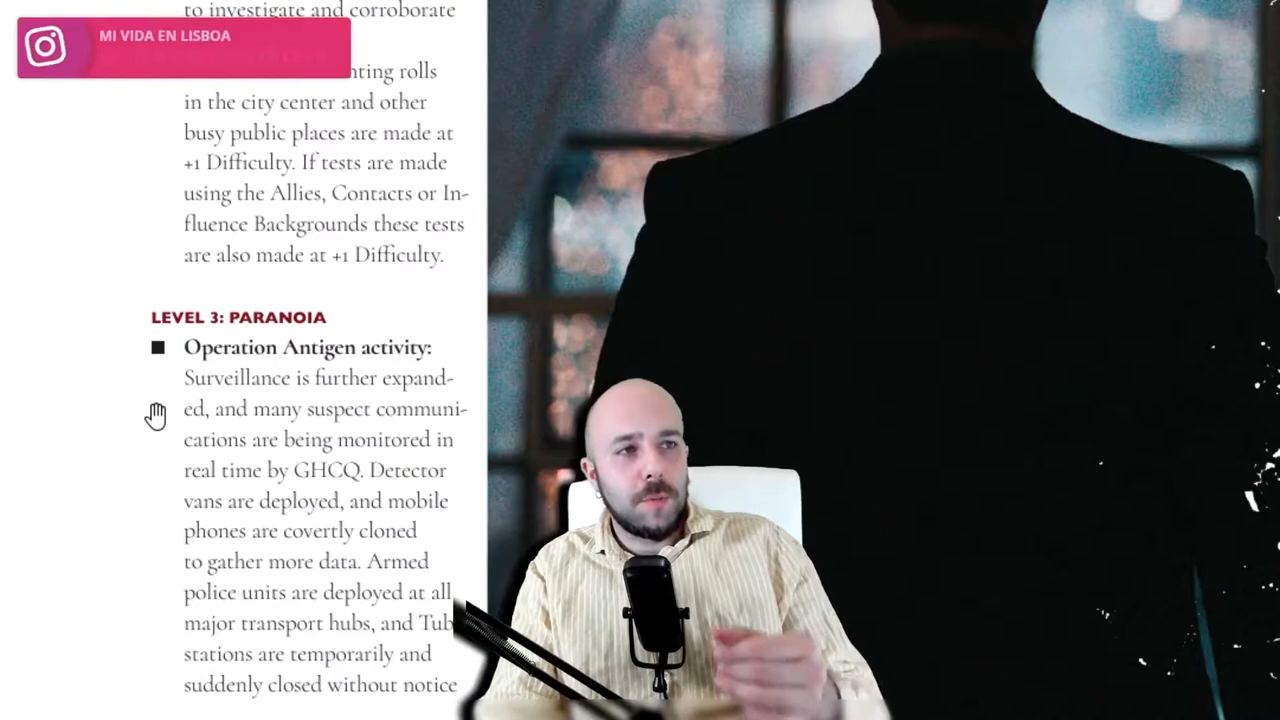 to investigate and corroborate
MI VIDA EN LISBOA
nting rolls
in the city center and other
busy public places are made at
+1 Difficulty. If tests are made
using the Allies, Contacts or In-
fluence Backgrounds these tests
are also made at +1 Difficulty.
LEVEL 3: PARANOIA
■ Operation Antigen activity:
Surveillance is further expand-
ed, and many suspect communi-
cations are being monitored in
real time by GHCQ. Detector
vans are deployed, and mobile
phones are covertly cloned
to gather more data. Armed
police units are deployed at all
major transport hubs, and Tub
stations are temporarily and
suddenly closed without notice